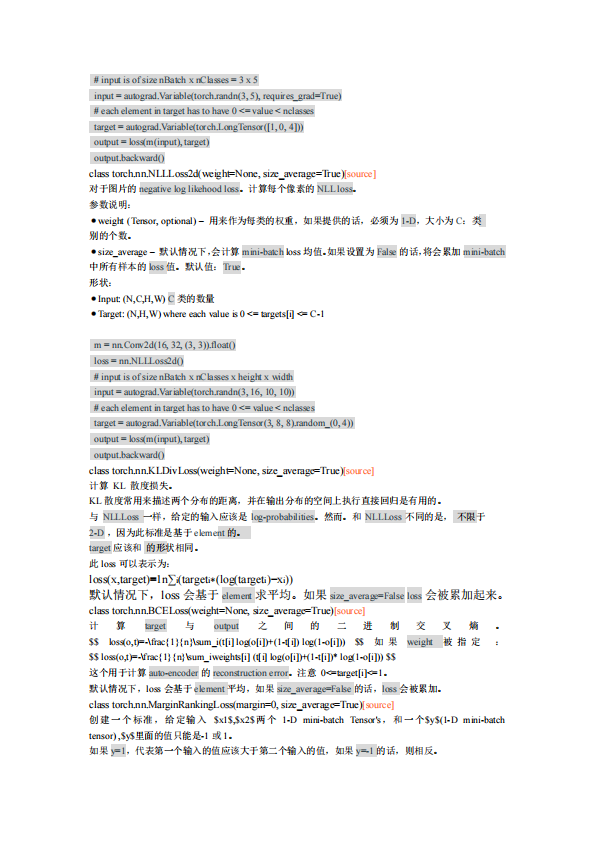 # input is of size nBatch x nClasses = 3 x 5
input = autograd.Variable(torch.randn(3, 5), requires_grad=True)
# each element in target has to have 0 <= value < nclasses
target = autograd.Variable(torch.LongTensor([1, 0, 4]))
output = loss(m(input), target)
output.backward()
class torch.nn.NLLLoss2d(weight=None, size_average=True)[source]
对于图片的 negative log likehood loss。计算每个像素的 NLL loss。
参数说明:
●weight (Tensor, optional) – 用来作为每类的权重，如果提供的话，必须为 1-D，大小为 C：类
别的个数。
●size_average – 默认情况下，会计算 mini-batch loss 均值。如果设置为 False 的话，将会累加 mini-batch
中所有样本的 loss 值。默认值：True。
形状:
●Input: (N,C,H,W) C 类的数量
●Target: (N,H,W) where each value is 0 <= targets[i] <= C-1
m = nn.Conv2d(16, 32, (3, 3)).float()
loss = nn.NLLLoss2d()
# input is of size nBatch x nClasses x height x width
input = autograd.Variable(torch.randn(3, 16, 10, 10))
# each element in target has to have 0 <= value < nclasses
target = autograd.Variable(torch.LongTensor(3, 8, 8).random_(0, 4))
output = loss(m(input), target)
output.backward()
class torch.nn.KLDivLoss(weight=None, size_average=True)[source]
计算 KL 散度损失。
KL 散度常用来描述两个分布的距离，并在输出分布的空间上执行直接回归是有用的。
与 NLLLoss 一样，给定的输入应该是 log-probabilities。然而。和 NLLLoss 不同的是， 不限于
2-D，因为此标准是基于element 的。
target 应该和 的形状相同。
此 loss 可以表示为:
loss(x,target)=1n∑ᵢ(targetᵢ∗(log(targetᵢ)−xᵢ))
默认情况下，loss 会基于 element 求平均。如果 size_average=False loss 会被累加起来。
class torch.nn.BCELoss(weight=None, size_average=True)[source]
计算 target 与 output 之间的二进制交叉熵。
$$ loss(o,t)=-\frac{1}{n}\sum_i(t[i] log(o[i])+(1-t[i]) log(1-o[i])) $$ 如果 weight 被指定 :
$$ loss(o,t)=-\frac{1}{n}\sum_iweights[i] (t[i] log(o[i])+(1-t[i])* log(1-o[i])) $$
这个用于计算 auto-encoder 的 reconstruction error。注意 0<=target[i]<=1。
默认情况下，loss 会基于 element 平均，如果 size_average=False 的话，loss 会被累加。
class torch.nn.MarginRankingLoss(margin=0, size_average=True)[source]
创建一个标准，给定输入 $x1$,$x2$两个 1-D mini-batch Tensor's，和一个$y$(1-D mini-batch
tensor) ,$y$里面的值只能是-1 或 1。
如果 y=1，代表第一个输入的值应该大于第二个输入的值，如果 y=-1 的话，则相反。